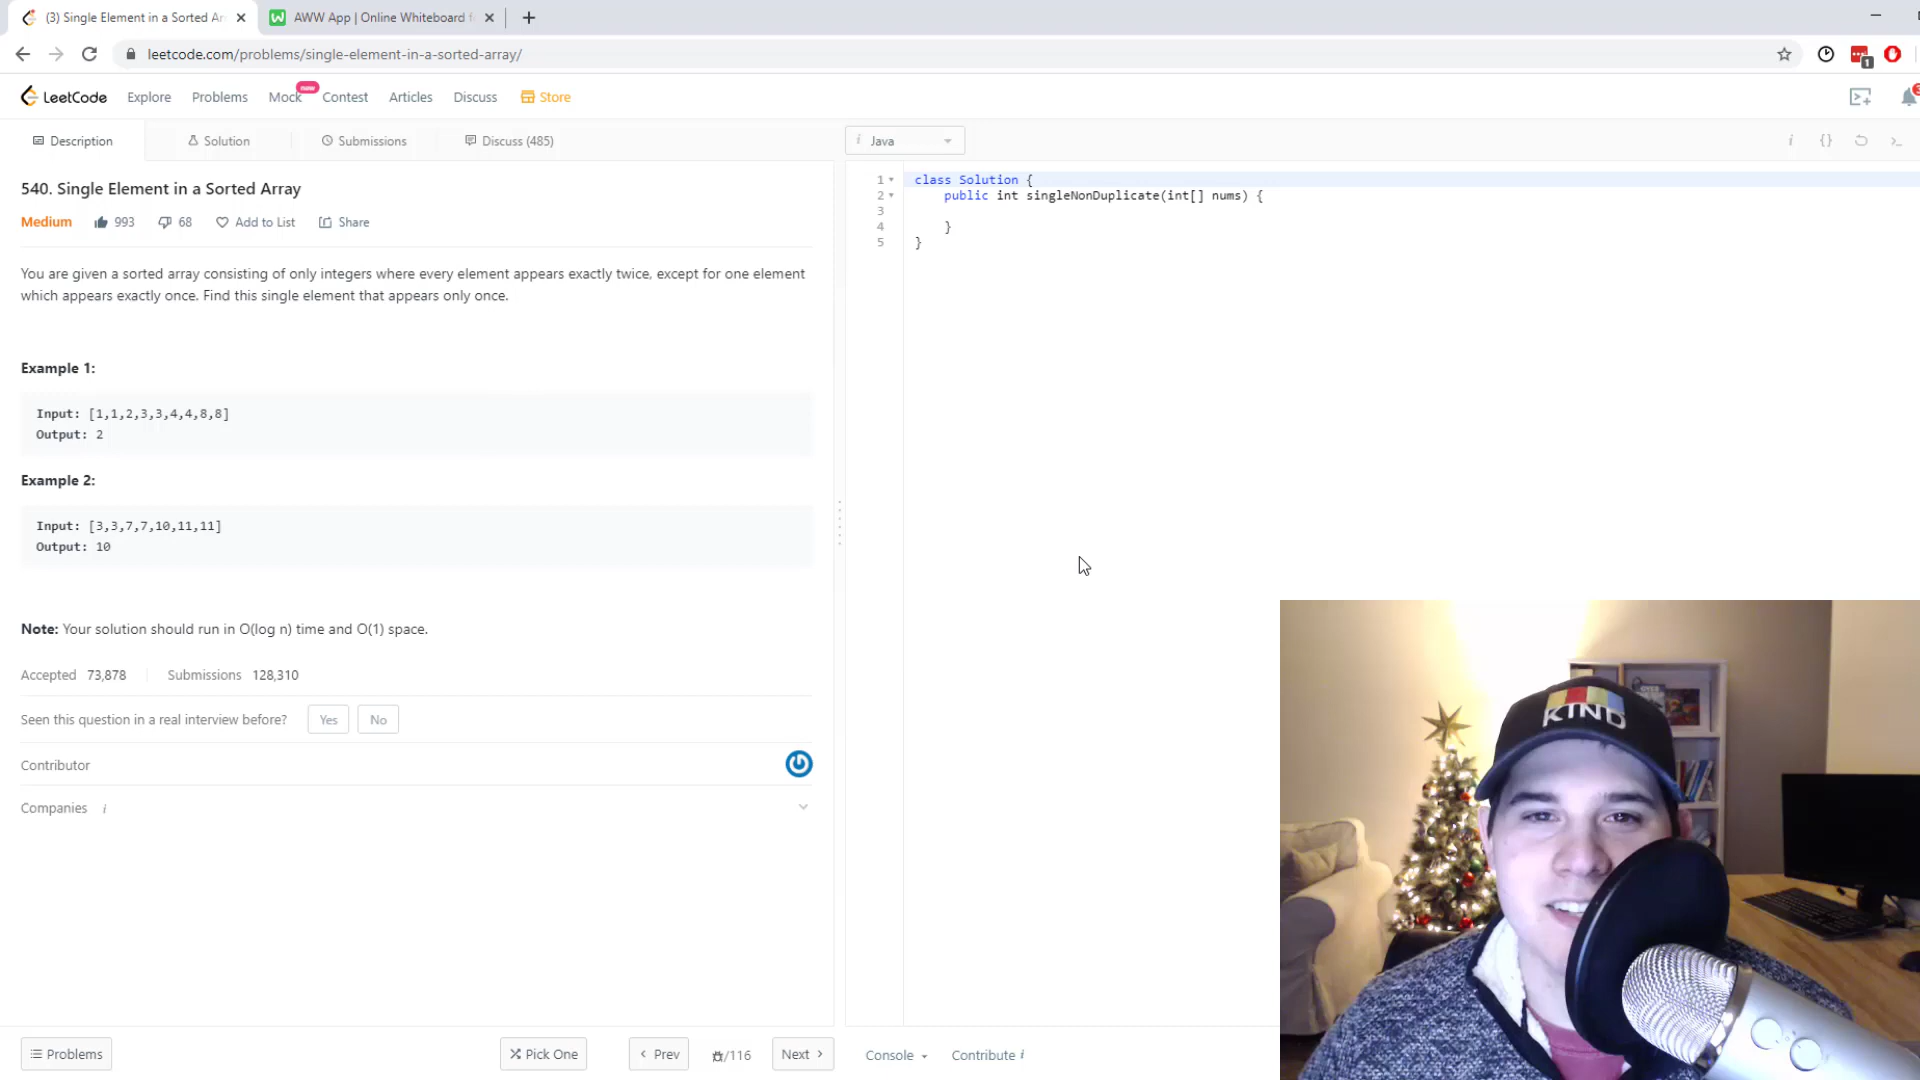 (3) Single Element in a Sorted Ar
AWW App | Online Whiteboard f
leetcode.com/problems/single-element-in-a-sorted-array/
1
LeetCode
Explore
Problems
Mock
new
Contest
Articles
Discuss
Store
Description
Solution
Submissions
Discuss (485)
i Java
i {} >_
540. Single Element in a Sorted Array
Medium 993 68 Add to List Share
You are given a sorted array consisting of only integers where every element appears exactly twice, except for one element
which appears exactly once. Find this single element that appears only once.
Example 1:
Input: [1,1,2,3,3,4,4,8,8]
Output: 2
Example 2:
Input: [3,3,7,7,10,11,11]
Output: 10
Note: Your solution should run in O(log n) time and O(1) space.
Accepted 73,878 Submissions 128,310
Seen this question in a real interview before? Yes No
Contributor
Companies i
Problems
Pick One
Prev
/116
Next
1 class Solution {
2 public int singleNonDuplicate(int[] nums) {
3
4 }
5 }
Console
Contribute i
KIND